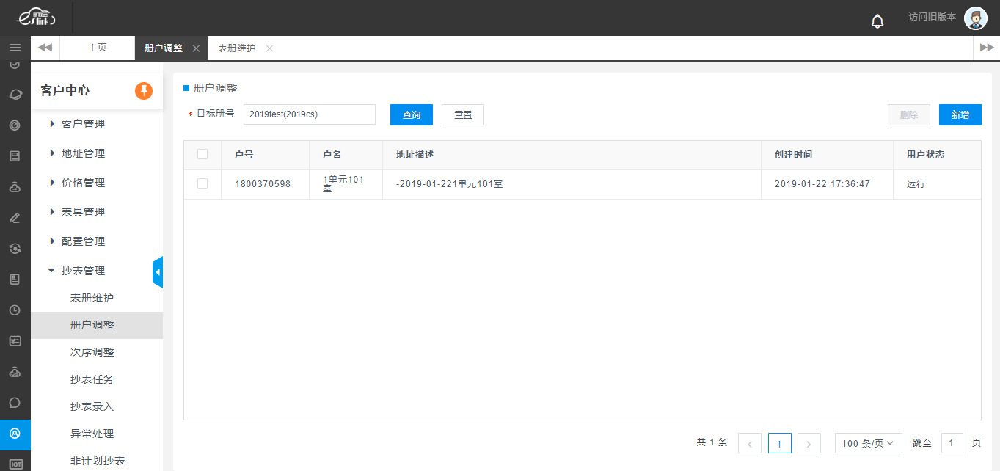 访问旧版本
主页
册户调整
表册维护
客户中心
客户管理
地址管理
价格管理
表具管理
配置管理
抄表管理
表册维护
册户调整
次序调整
抄表任务
抄表录入
异常处理
非计划抄表
IOT
册户调整
* 目标册号 2019test(2019cs) 查询 重置 删除 新增
户号 户名 地址描述 创建时间 用户状态
1800370598 1单元101室 -2019-01-221单元101室 2019-01-22 17:36:47 运行
共 1 条 1 100 条/页 跳至 1 页